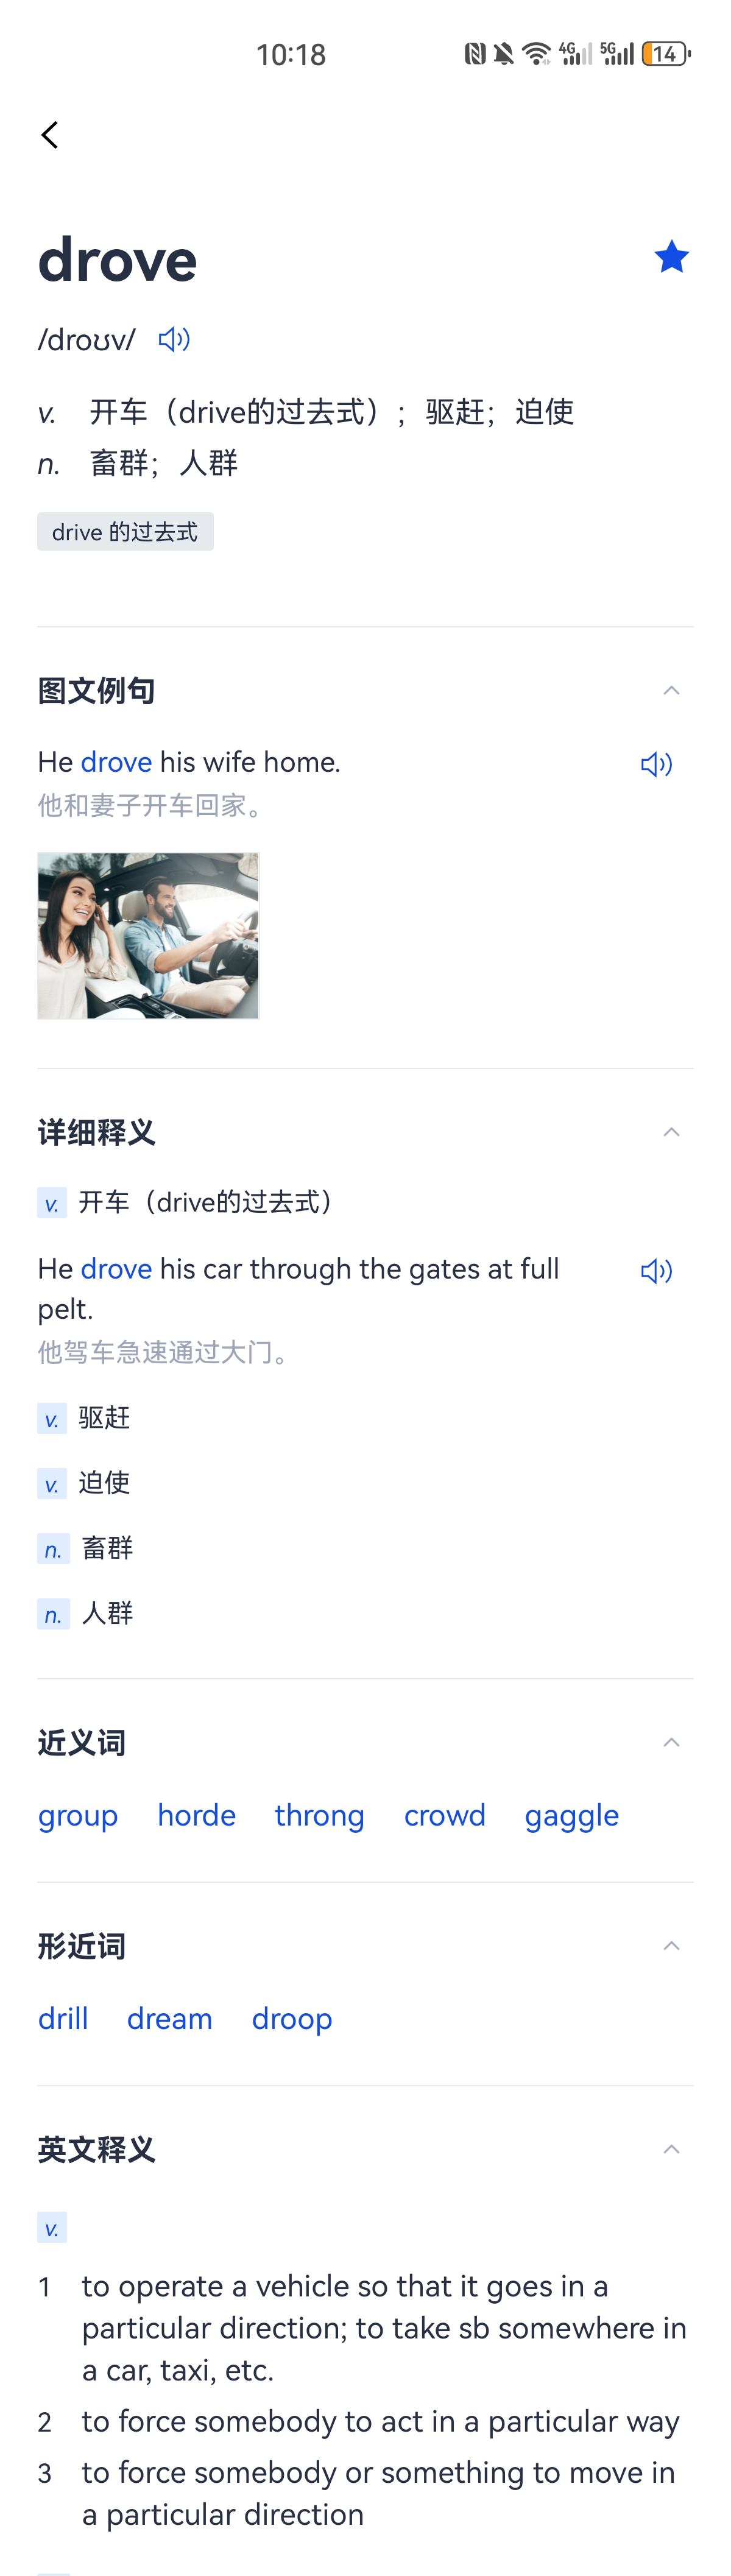 10:18
4G 5G 14
drove
/droʊv/
v. 开车（drive的过去式）；驱赶；迫使
n. 畜群；人群
drive 的过去式
图文例句
He drove his wife home.
他和妻子开车回家。
详细释义
v. 开车（drive的过去式）
He drove his car through the gates at full
pelt.
他驾车急速通过大门。
v. 驱赶
v. 迫使
n. 畜群
n. 人群
近义词
group horde throng crowd gaggle
形近词
drill dream droop
英文释义
v.
1 to operate a vehicle so that it goes in a
particular direction; to take sb somewhere in
a car, taxi, etc.
2 to force somebody to act in a particular way
3 to force somebody or something to move in
a particular direction